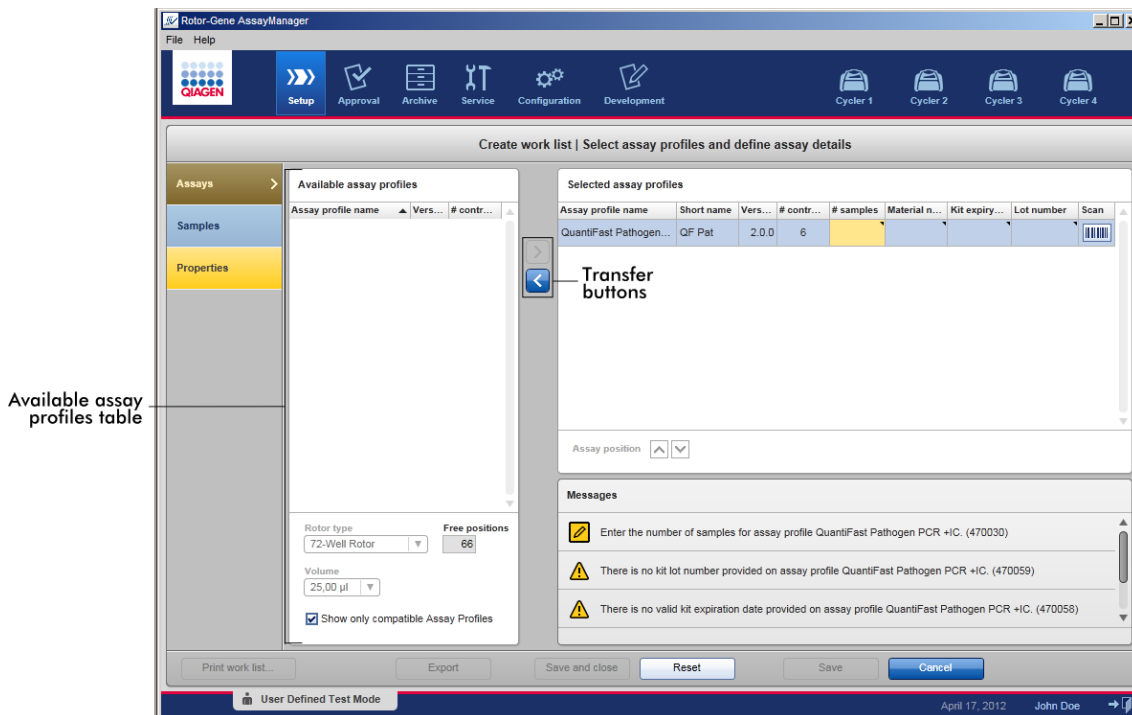 Rotor-Gene AssayManager
File Help
QIAGEN
Setup Approval Archive Service Configuration Development Cycler 1 Cycler 2 Cycler 3 Cycler 4
Create work list | Select assay profiles and define assay details
Assays
Samples
Properties
Available assay profiles
Assay profile name Vers... # contr...
Selected assay profiles
Assay profile name Short name Vers... # contr... # samples Material n... Kit expiry... Lot number Scan
QuantiFast Pathogen... QF Pat 2.0.0 6
Transfer
buttons
Available assay
profiles table
Assay position
Rotor type Free positions
72-Well Rotor 66
Volume
25,00 µl
Show only compatible Assay Profiles
Messages
Enter the number of samples for assay profile QuantiFast Pathogen PCR +IC. (470030)
There is no kit lot number provided on assay profile QuantiFast Pathogen PCR +IC. (470059)
There is no valid kit expiration date provided on assay profile QuantiFast Pathogen PCR +IC. (470058)
Print work list... Export Save and close Reset Save Cancel
User Defined Test Mode
April 17, 2012 John Doe